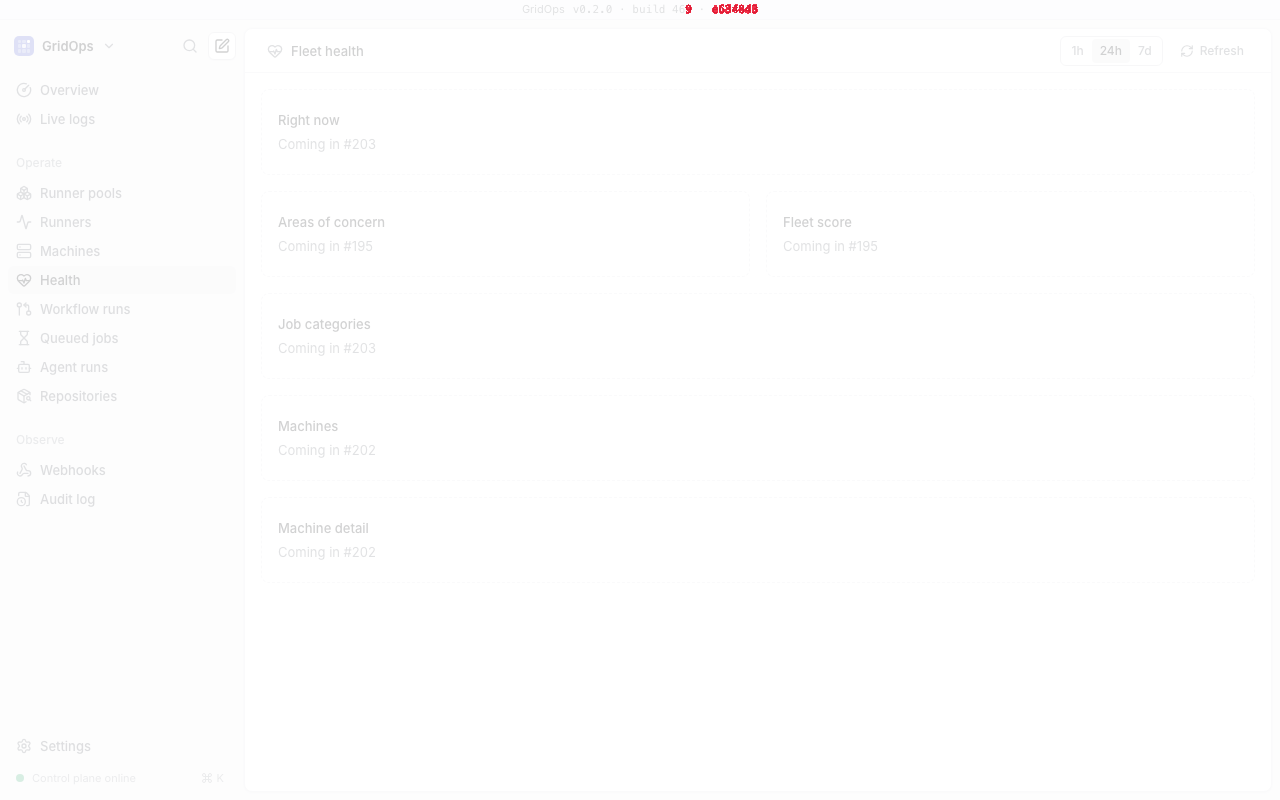 GridOps v0.2.0 · build 46
GridOps
Fleet health
1h 24h 7d Refresh
Overview
Live logs
Operate
Runner pools
Runners
Machines
Health
Workflow runs
Queued jobs
Agent runs
Repositories
Observe
Webhooks
Audit log
Settings
Control plane online ⌘ K
Right now
Coming in #203
Areas of concern
Coming in #195
Fleet score
Coming in #195
Job categories
Coming in #203
Machines
Coming in #202
Machine detail
Coming in #202